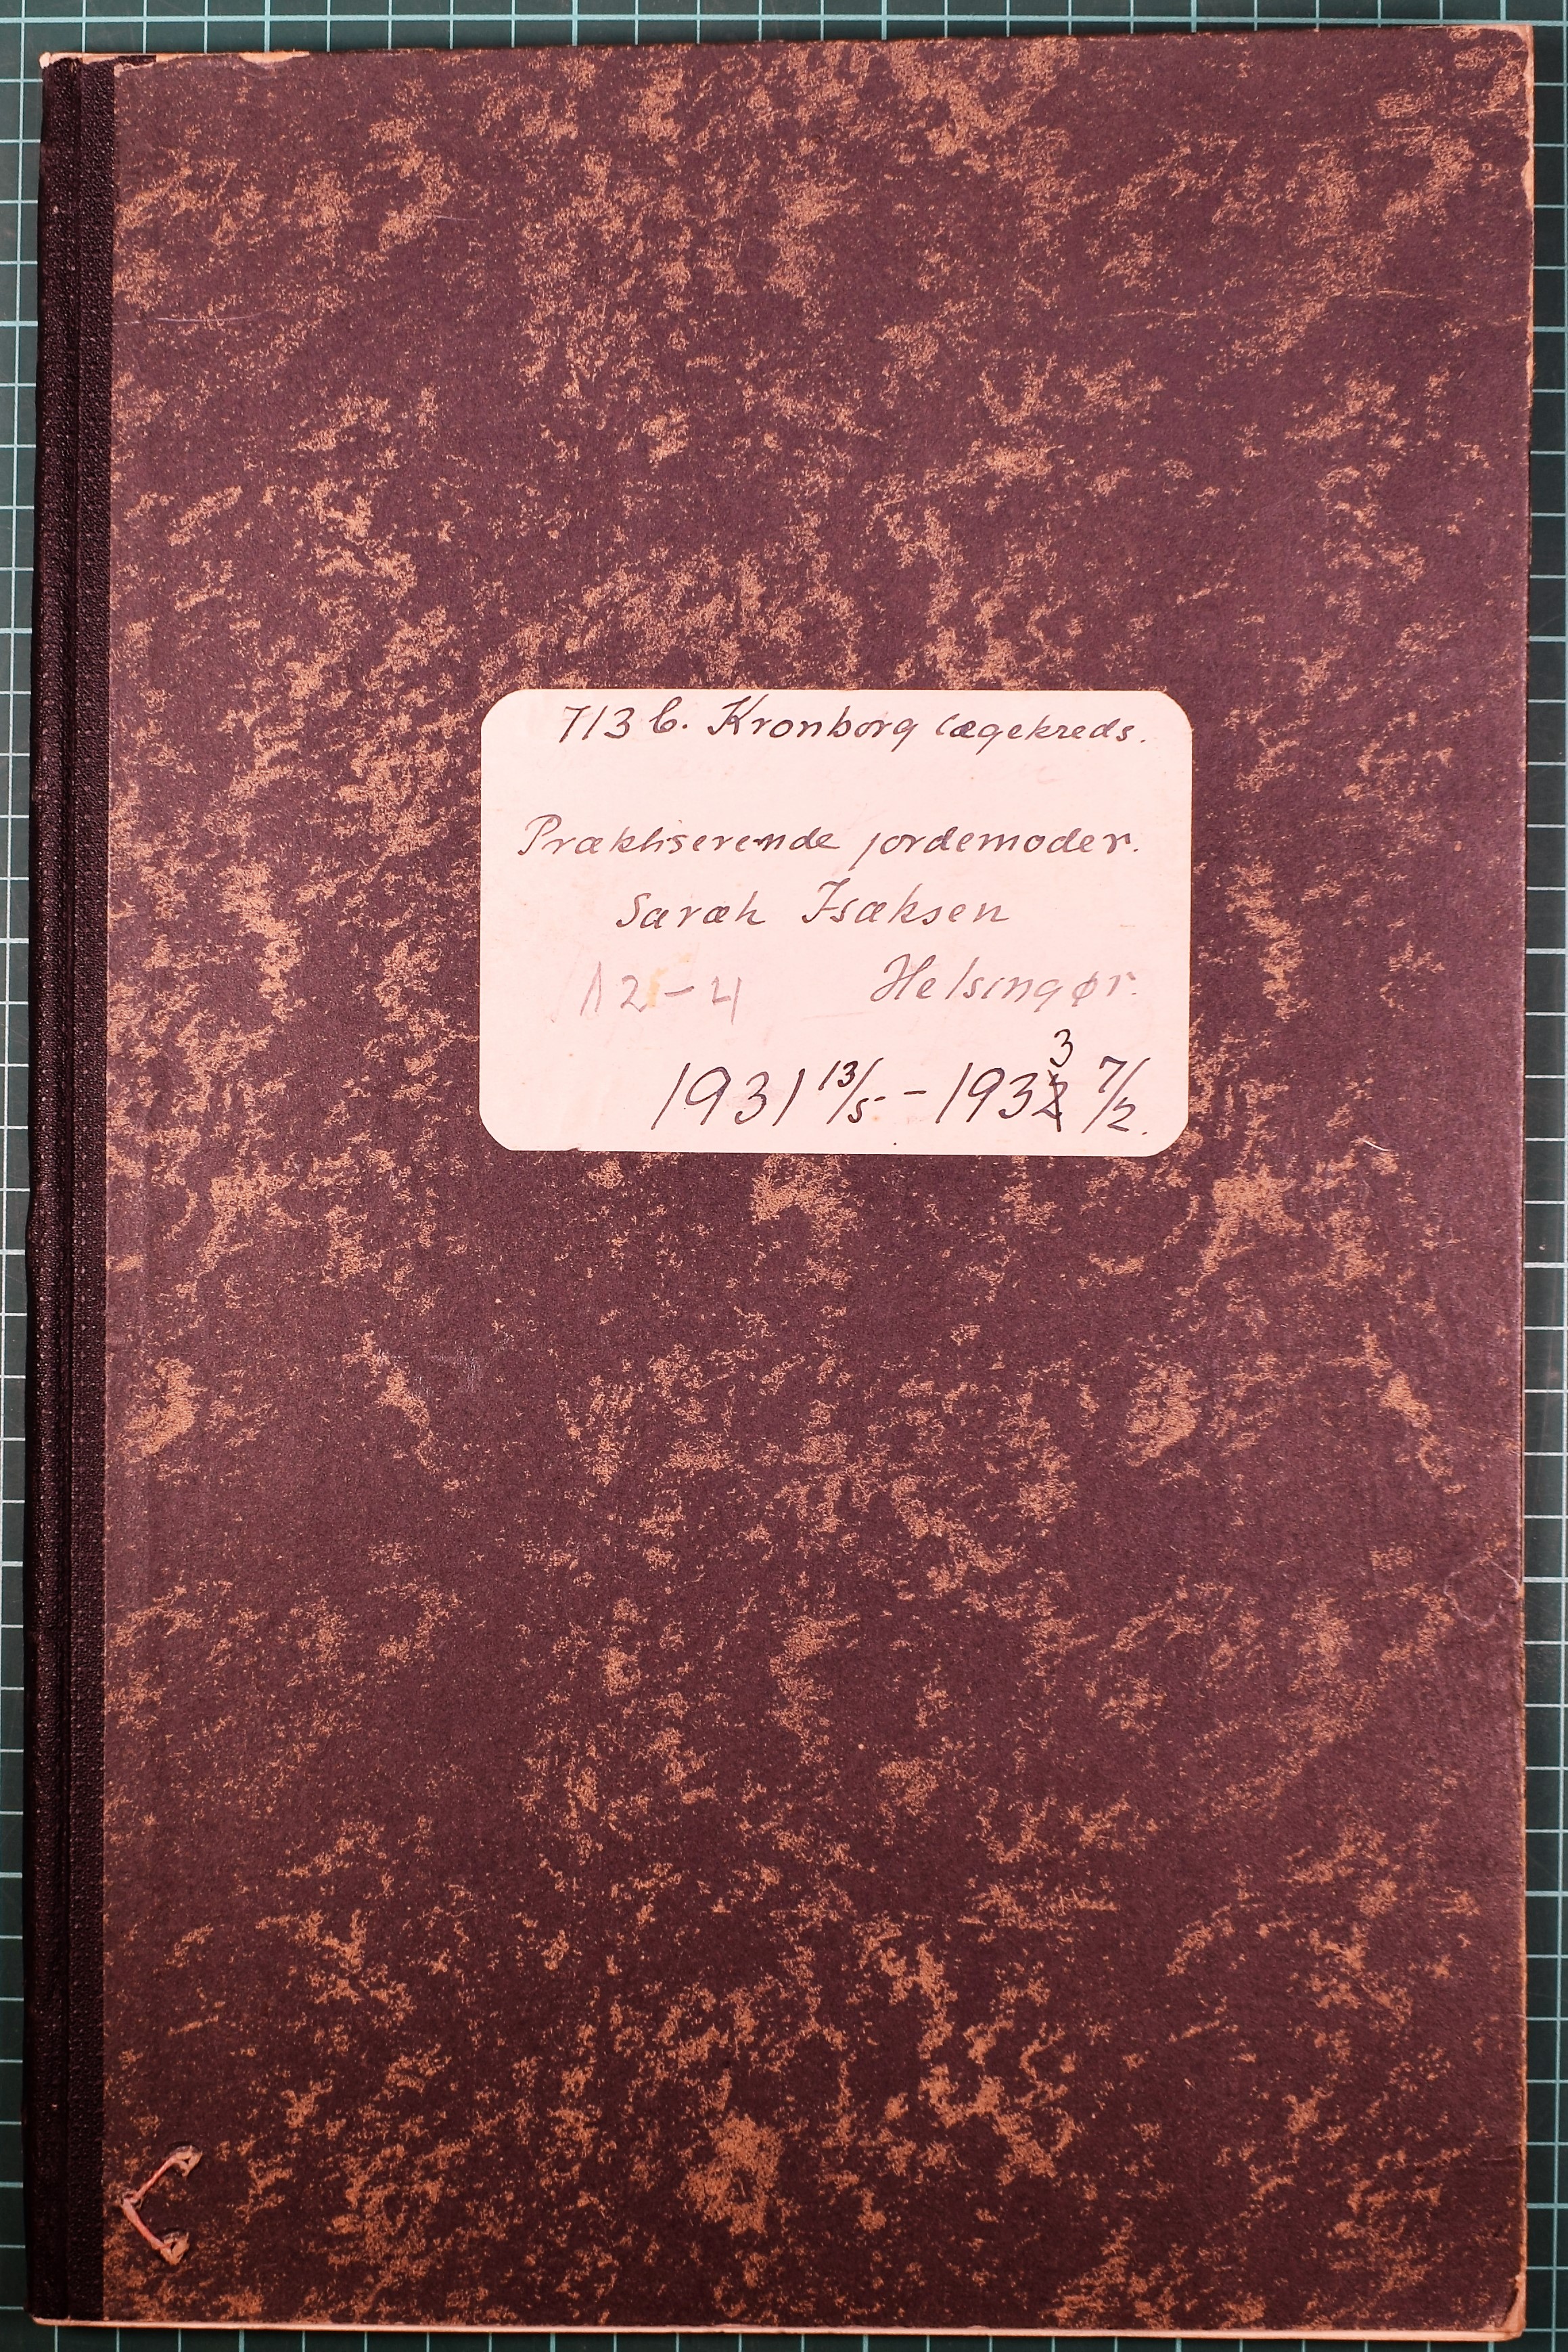 713 b. Kronborg lægekreds.
Praktiserende jordemoder.
Sarah Isaksen
12-4 Helsingør.
1931 13/5 - 1933 7/2.